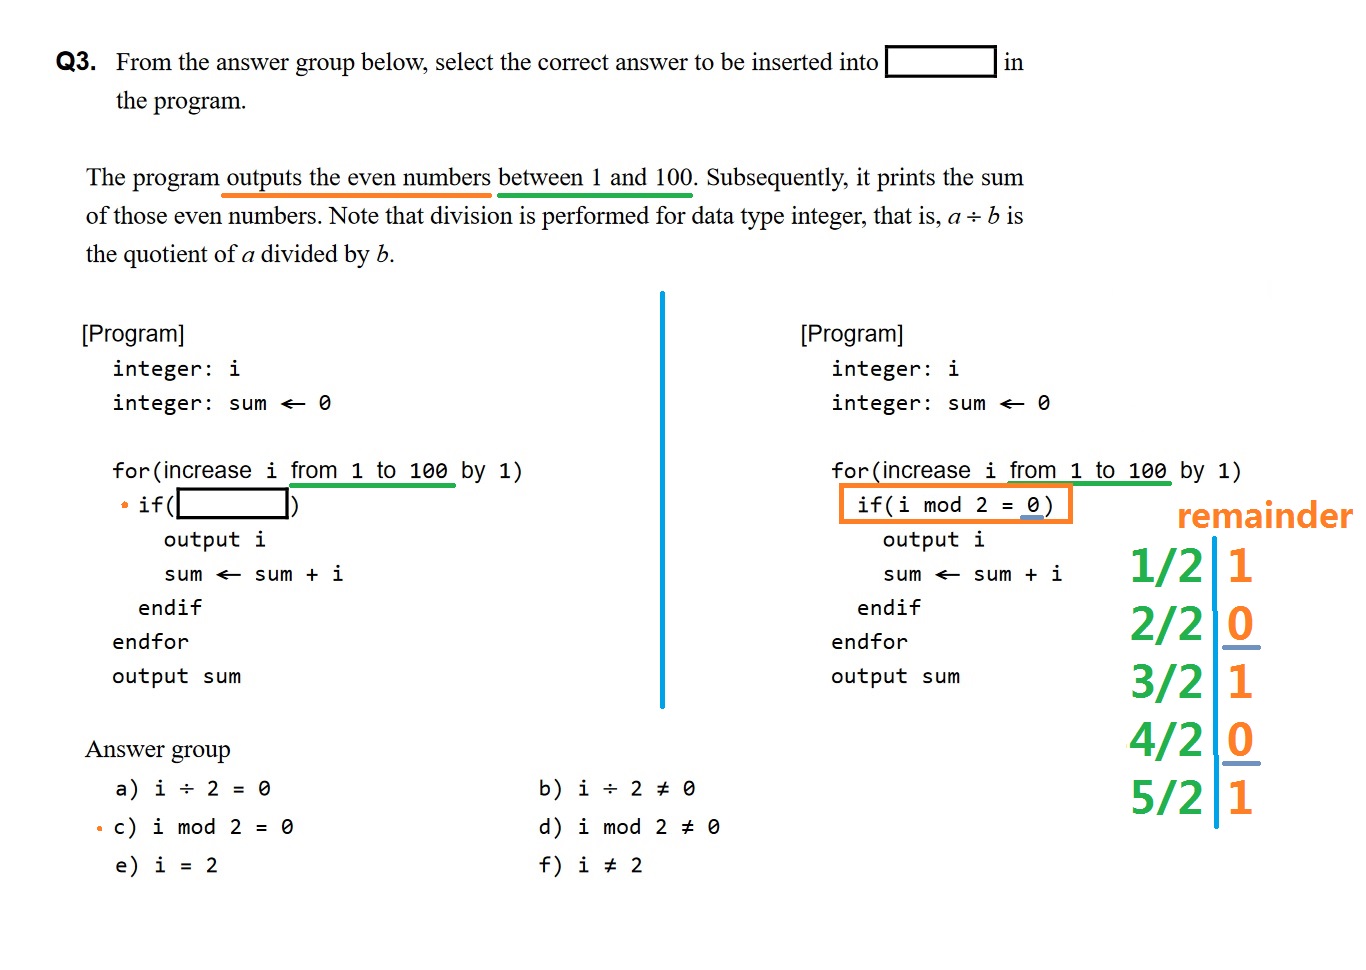 Q3. From the answer group below, select the correct answer to be inserted into in
the program.
The program outputs the even numbers between 1 and 100. Subsequently, it prints the sum
of those even numbers. Note that division is performed for data type integer, that is, a ÷ b is
the quotient of a divided by b.
[Program]
integer: i
integer: sum ← 0
for(increase i from 1 to 100 by 1)
if( )
output i
sum ← sum + i
endif
endfor
output sum
[Program]
integer: i
integer: sum ← 0
for(increase i from 1 to 100 by 1)
if(i mod 2 = 0)
output i
sum ← sum + i
endif
endfor
output sum
remainder
1/2 1
2/2 0
3/2 1
4/2 0
5/2 1
Answer group
a) i ÷ 2 = 0 b) i ÷ 2 ≠ 0
c) i mod 2 = 0 d) i mod 2 ≠ 0
e) i = 2 f) i ≠ 2